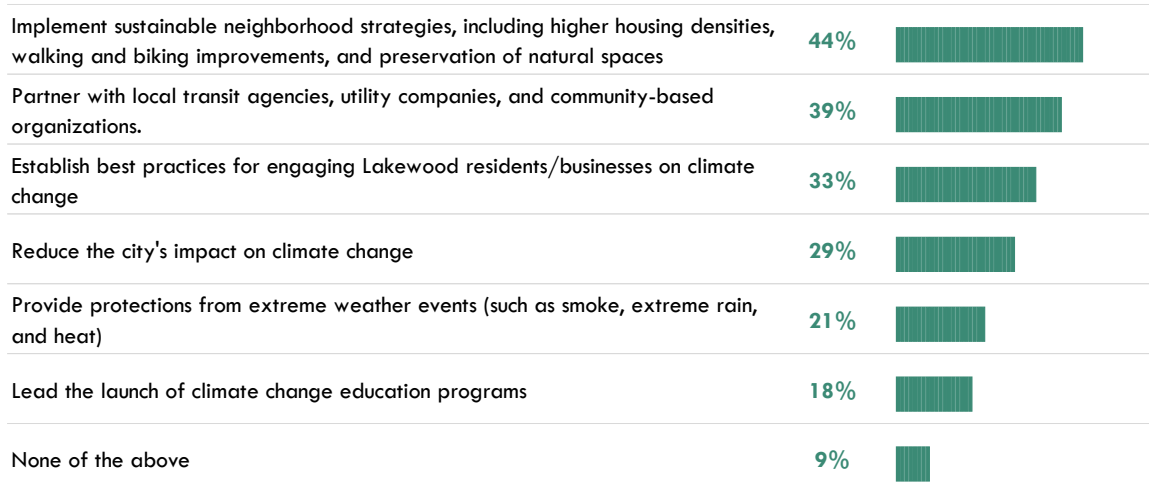 Implement sustainable neighborhood strategies, including higher housing densities,
walking and biking improvements, and preservation of natural spaces
44%
Partner with local transit agencies, utility companies, and community-based
organizations.
39%
Establish best practices for engaging Lakewood residents/businesses on climate
change
33%
Reduce the city's impact on climate change
29%
Provide protections from extreme weather events (such as smoke, extreme rain,
and heat)
21%
Lead the launch of climate change education programs
18%
None of the above
9%